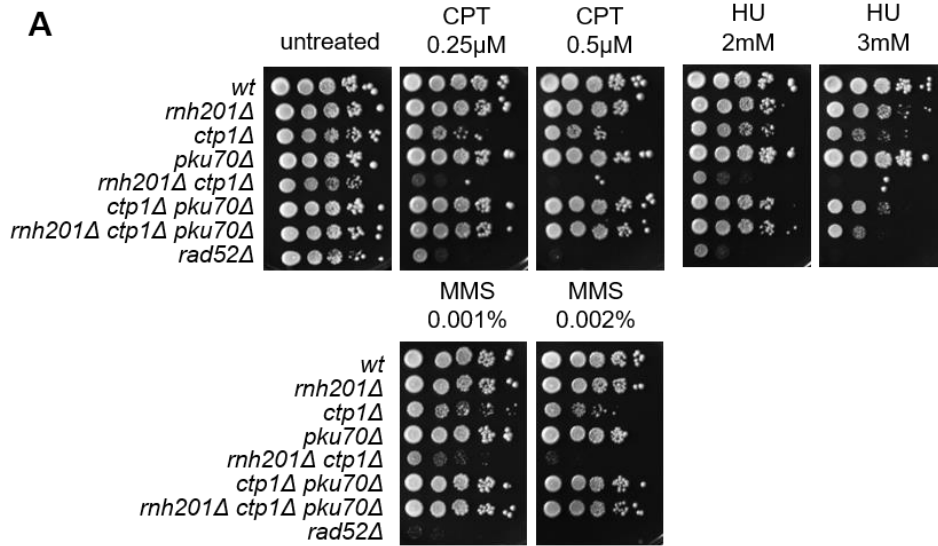 A
untreated
CPT
0.25µM
CPT
0.5µM
HU
2mM
HU
3mM
wt
rnh201Δ
ctp1Δ
pku70Δ
rnh201Δ ctp1Δ
ctp1Δ pku70Δ
rnh201Δ ctp1Δ pku70Δ
rad52Δ
MMS
0.001%
MMS
0.002%
wt
rnh201Δ
ctp1Δ
pku70Δ
rnh201Δ ctp1Δ
ctp1Δ pku70Δ
rnh201Δ ctp1Δ pku70Δ
rad52Δ